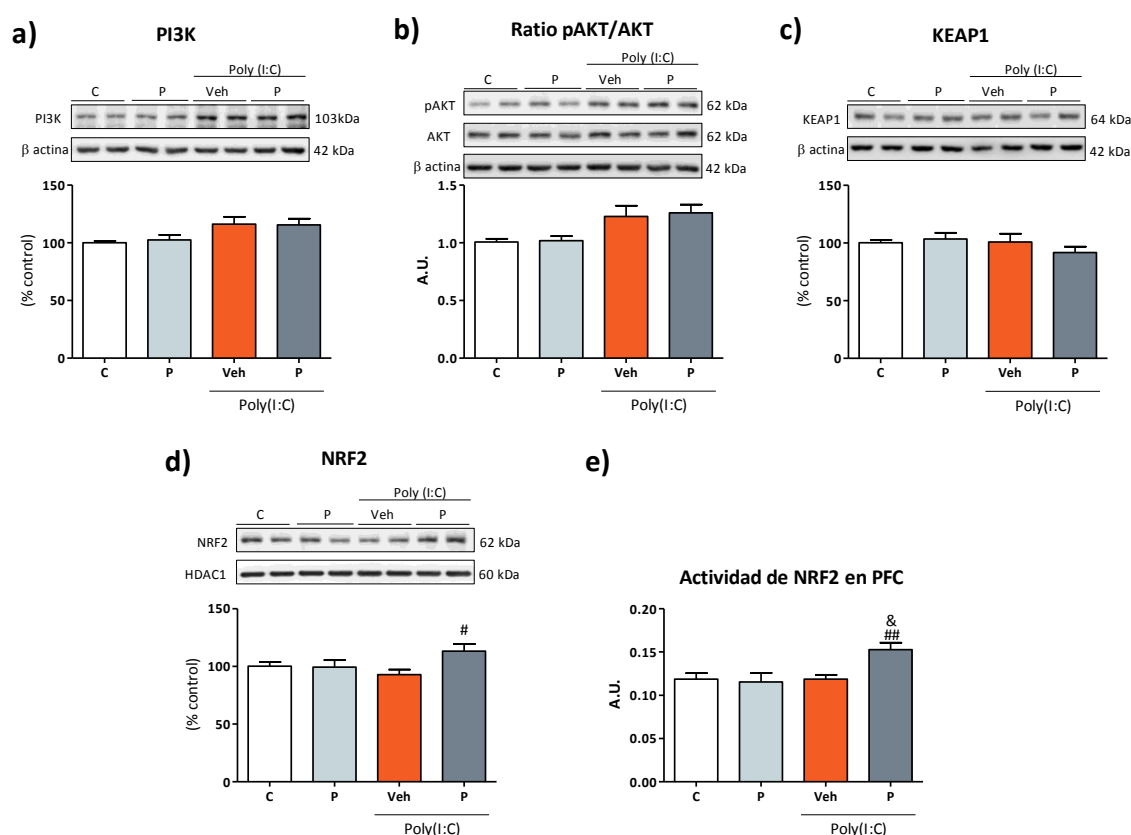 a)
PI3K
Poly (I:C)
C P Veh P
PI3K 103kDa
β actina 42 kDa
150
100
50
0
(% control)
C P Veh P
Poly(I:C)
b)
Ratio pAKT/AKT
Poly (I:C)
C P Veh P
pAKT 62 kDa
AKT 62 kDa
β actina 42 kDa
1.5
1.0
0.5
0.0
A.U.
C P Veh P
Poly(I:C)
c)
KEAP1
Poly (I:C)
C P Veh P
KEAP1 64 kDa
β actina 42 kDa
150
100
50
0
(% control)
C P Veh P
Poly(I:C)
d)
NRF2
Poly (I:C)
C P Veh P
NRF2 62 kDa
HDAC1 60 kDa
150
100
50
0
(% control)
#
C P Veh P
Poly(I:C)
e)
Actividad de NRF2 en PFC
0.20
0.15
0.10
0.05
0.00
A.U.
&
##
C P Veh P
Poly(I:C)